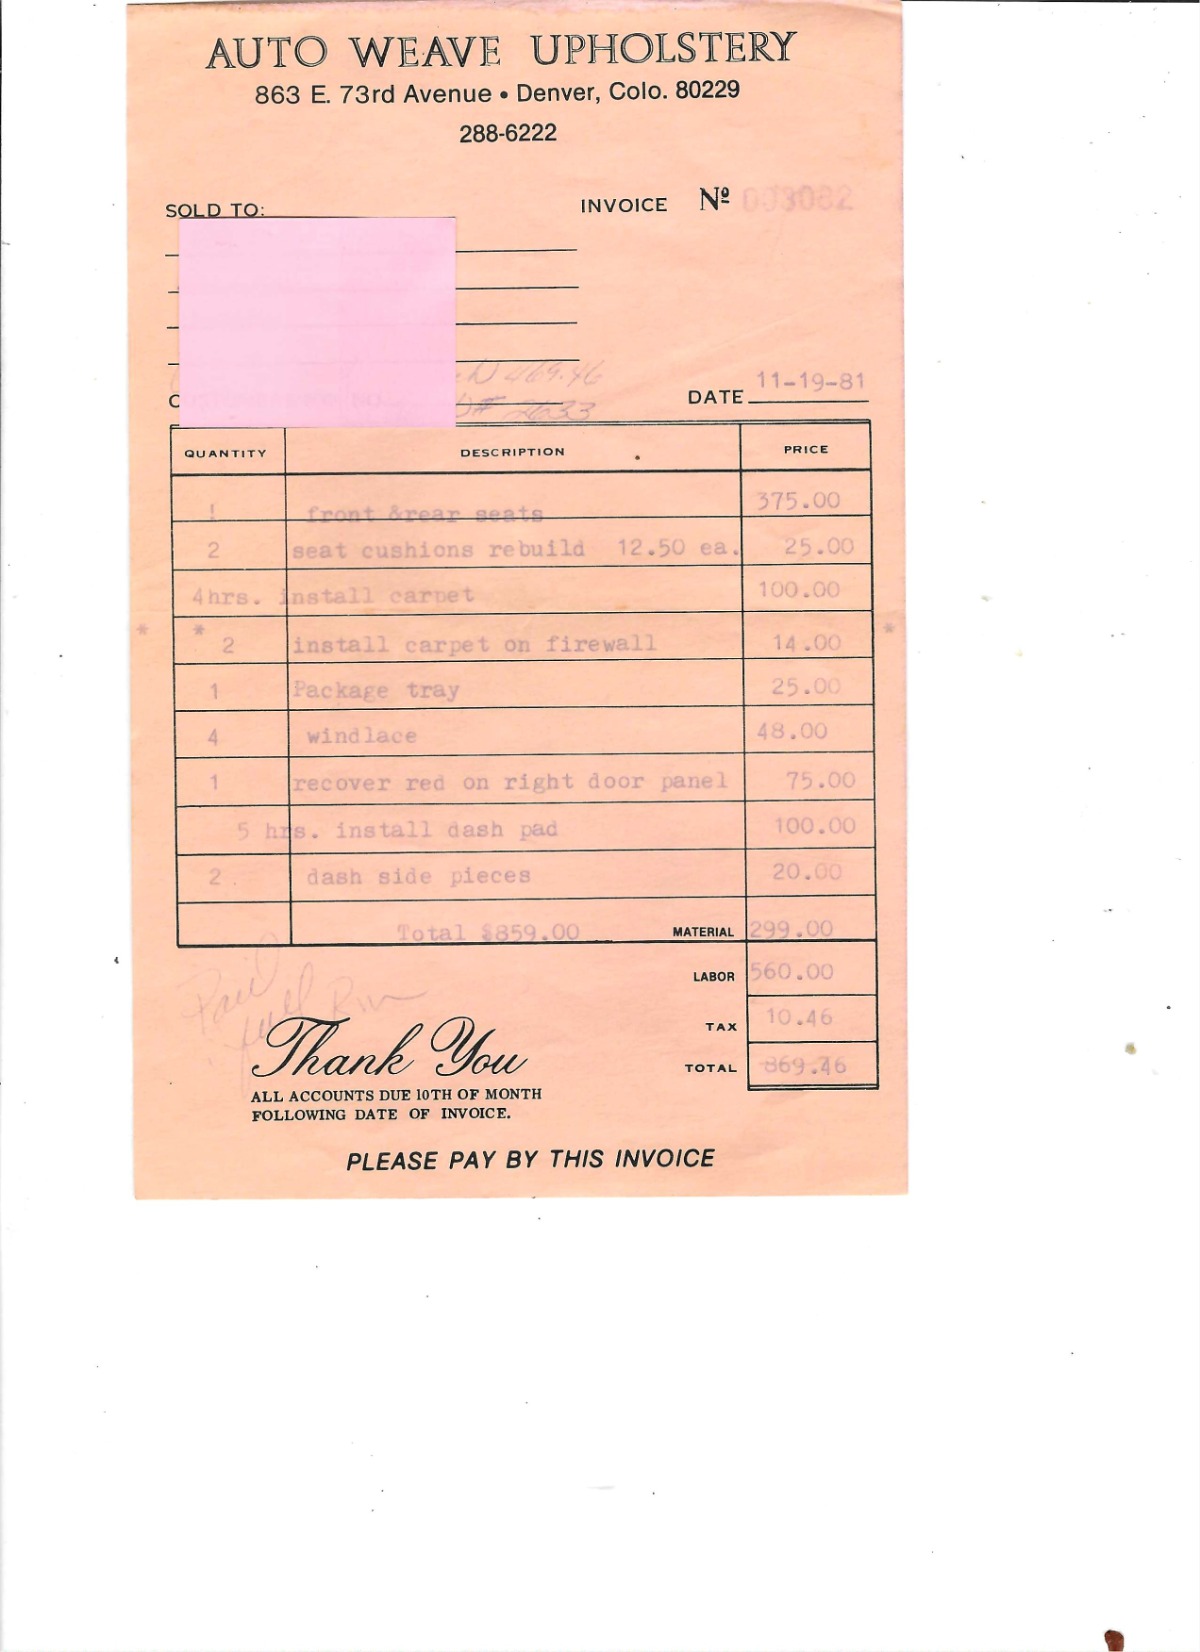 AUTO WEAVE UPHOLSTERY
863 E. 73rd Avenue • Denver, Colo. 80229
288-6222
SOLD TO:
INVOICE Nº 003082
469.46
# 2633
DATE 11-19-81
QUANTITY DESCRIPTION PRICE
1 front &rear seats 375.00
2 seat cushions rebuild 12.50 ea. 25.00
4hrs. install carpet 100.00
* * 2 install carpet on firewall 14.00 *
1 Package tray 25.00
4 windlace 48.00
1 recover red on right door panel 75.00
5 hrs. install dash pad 100.00
2 dash side pieces 20.00
Total $859.00 MATERIAL 299.00
LABOR 560.00
Paid
TAX 10.46
Thank You
TOTAL 869.46
ALL ACCOUNTS DUE 10TH OF MONTH
FOLLOWING DATE OF INVOICE.
PLEASE PAY BY THIS INVOICE